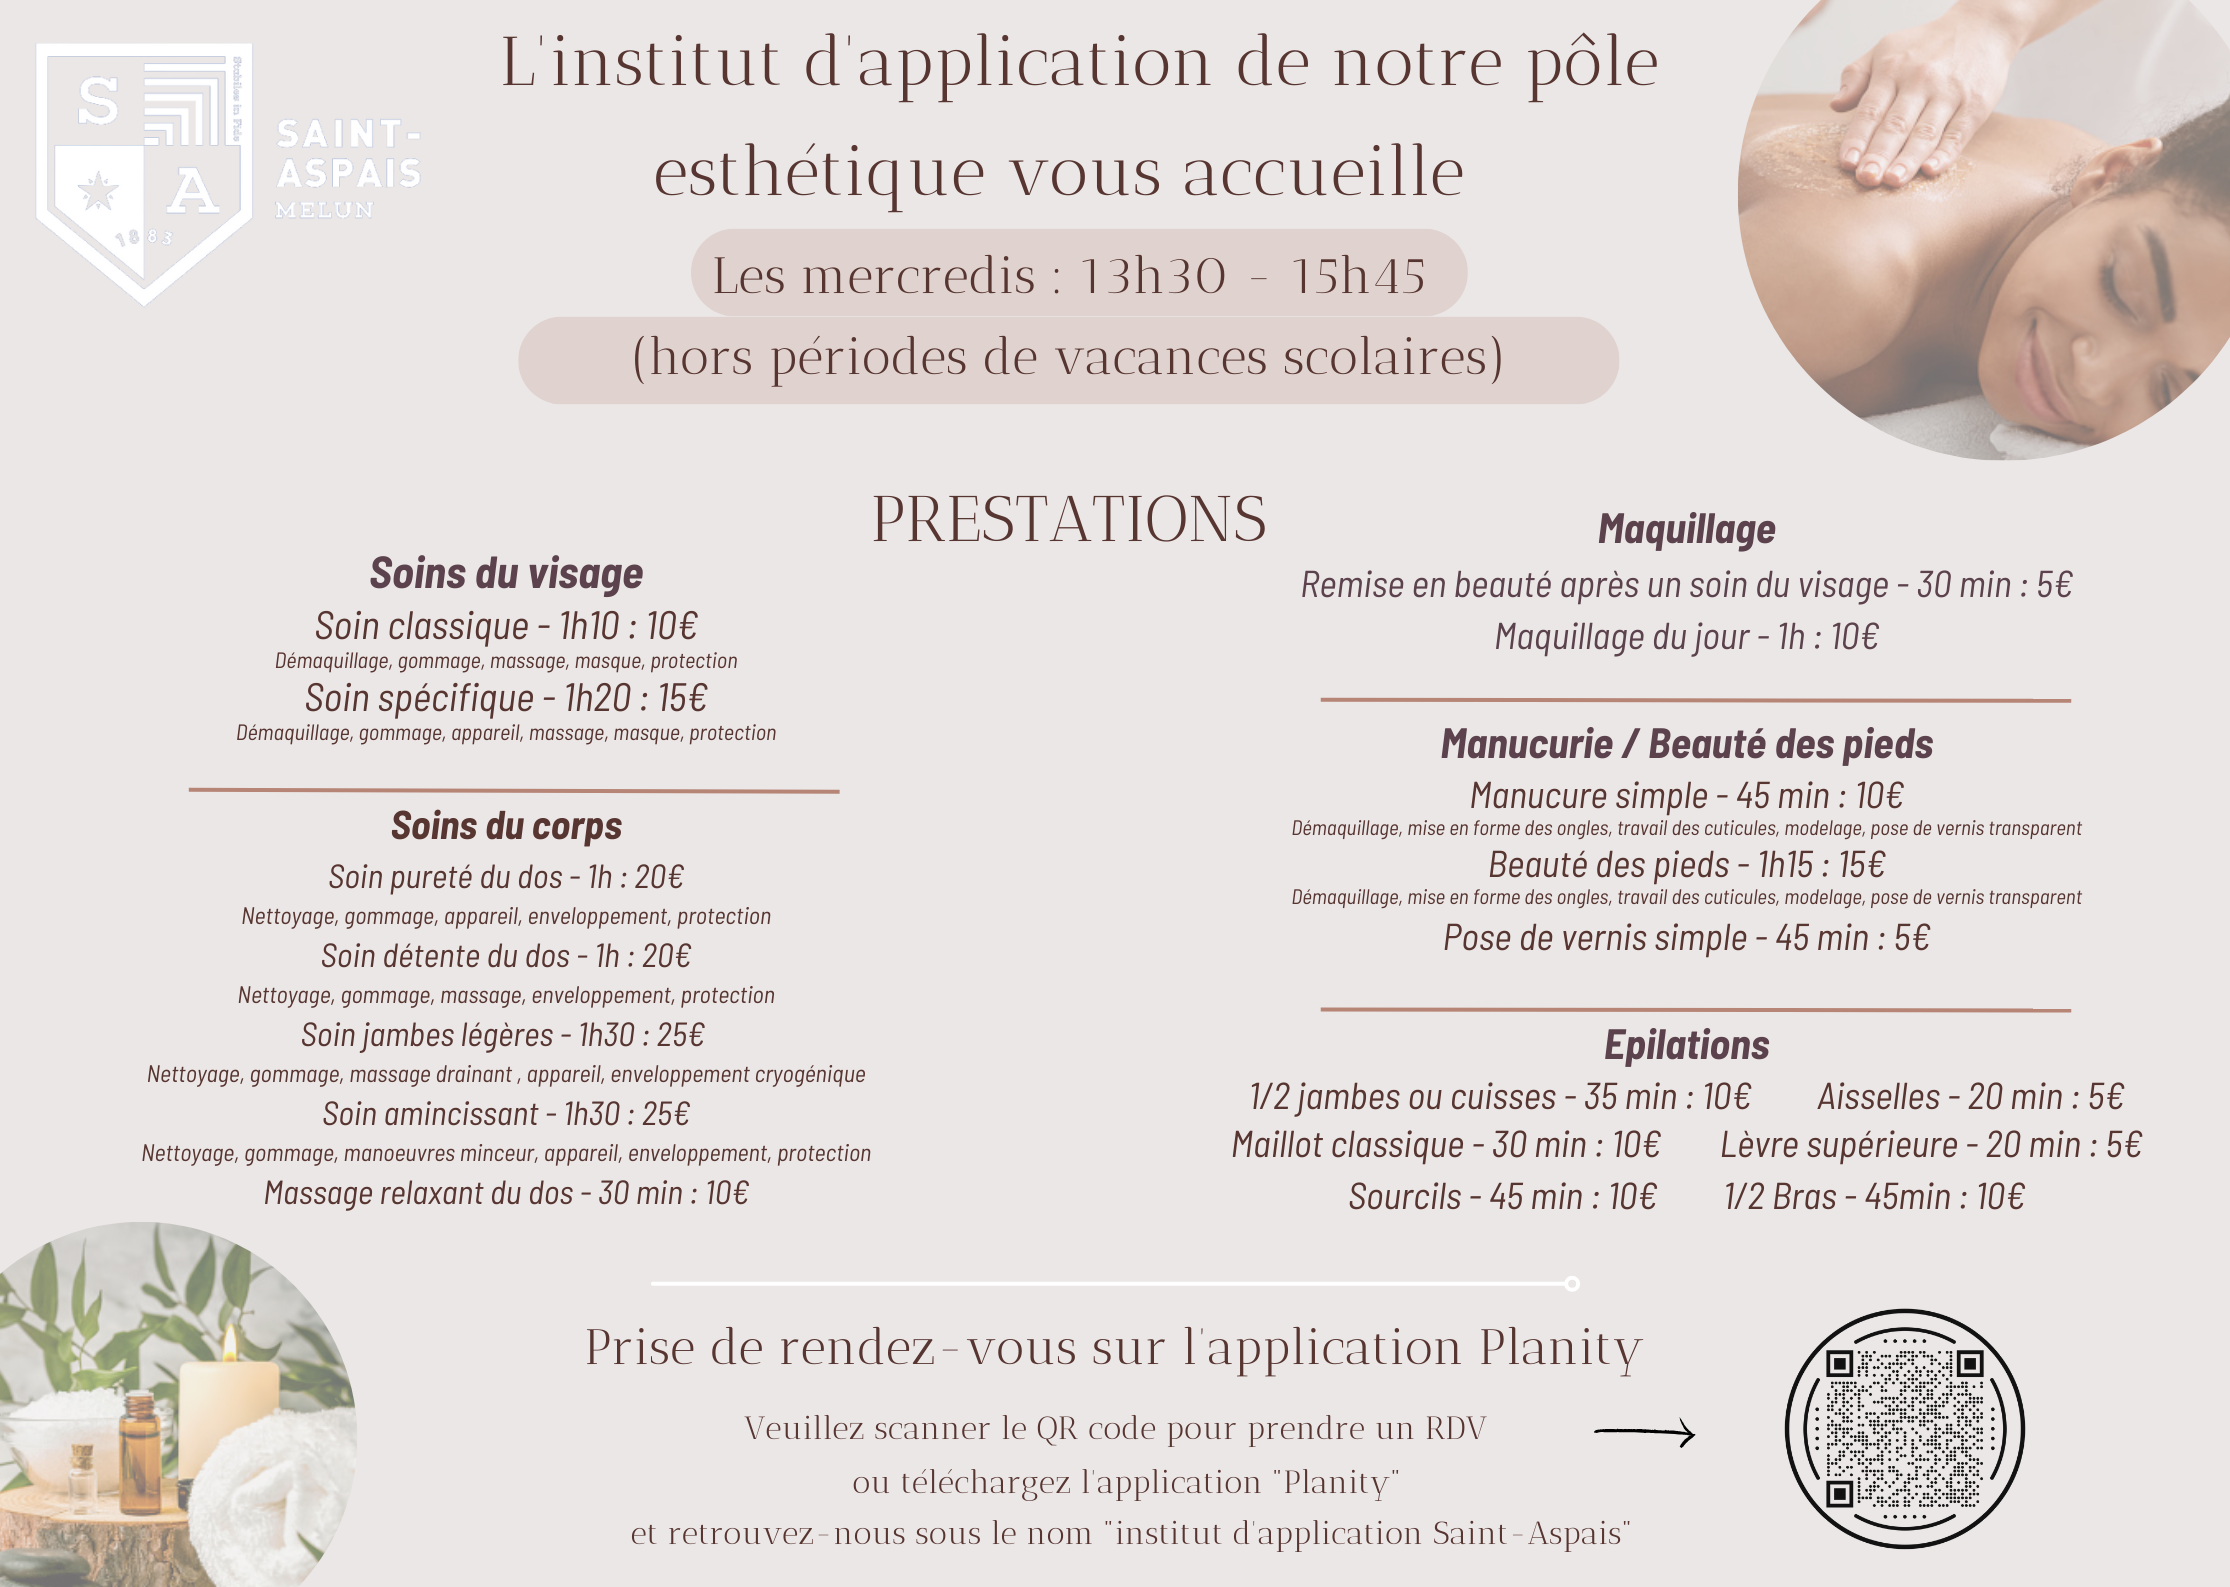 S
A
Stabiles in Fide
1883
SAINT-
ASPAIS
MELUN
L'institut d'application de notre pôle
esthétique vous accueille
Les mercredis : 13h30 - 15h45
(hors périodes de vacances scolaires)
PRESTATIONS
Soins du visage
Soin classique - 1h10 : 10€
Démaquillage, gommage, massage, masque, protection
Soin spécifique - 1h20 : 15€
Démaquillage, gommage, appareil, massage, masque, protection
Soins du corps
Soin pureté du dos - 1h : 20€
Nettoyage, gommage, appareil, enveloppement, protection
Soin détente du dos - 1h : 20€
Nettoyage, gommage, massage, enveloppement, protection
Soin jambes légères - 1h30 : 25€
Nettoyage, gommage, massage drainant , appareil, enveloppement cryogénique
Soin amincissant - 1h30 : 25€
Nettoyage, gommage, manoeuvres minceur, appareil, enveloppement, protection
Massage relaxant du dos - 30 min : 10€
Maquillage
Remise en beauté après un soin du visage - 30 min : 5€
Maquillage du jour - 1h : 10€
Manucurie / Beauté des pieds
Manucure simple - 45 min : 10€
Démaquillage, mise en forme des ongles, travail des cuticules, modelage, pose de vernis transparent
Beauté des pieds - 1h15 : 15€
Démaquillage, mise en forme des ongles, travail des cuticules, modelage, pose de vernis transparent
Pose de vernis simple - 45 min : 5€
Epilations
1/2 jambes ou cuisses - 35 min : 10€ Aisselles - 20 min : 5€
Maillot classique - 30 min : 10€ Lèvre supérieure - 20 min : 5€
Sourcils - 45 min : 10€ 1/2 Bras - 45min : 10€
Prise de rendez-vous sur l'application Planity
Veuillez scanner le QR code pour prendre un RDV
ou téléchargez l'application "Planity"
et retrouvez-nous sous le nom "institut d'application Saint-Aspais"